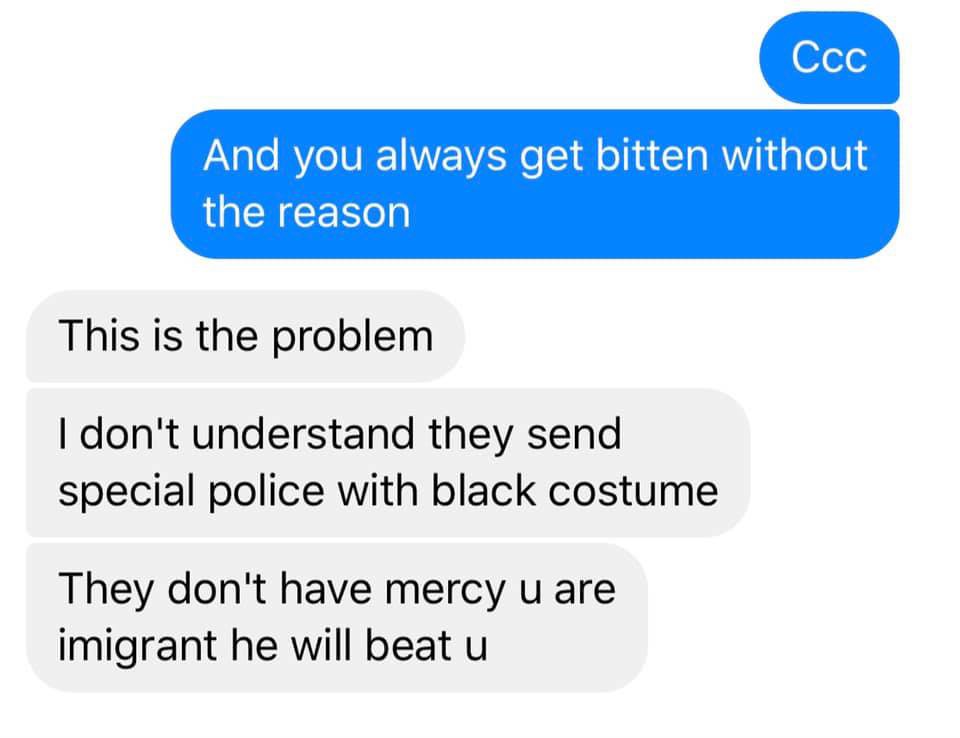 Ccc
And you always get bitten without
the reason
This is the problem
I don't understand they send
special police with black costume
They don't have mercy u are
imigrant he will beat u